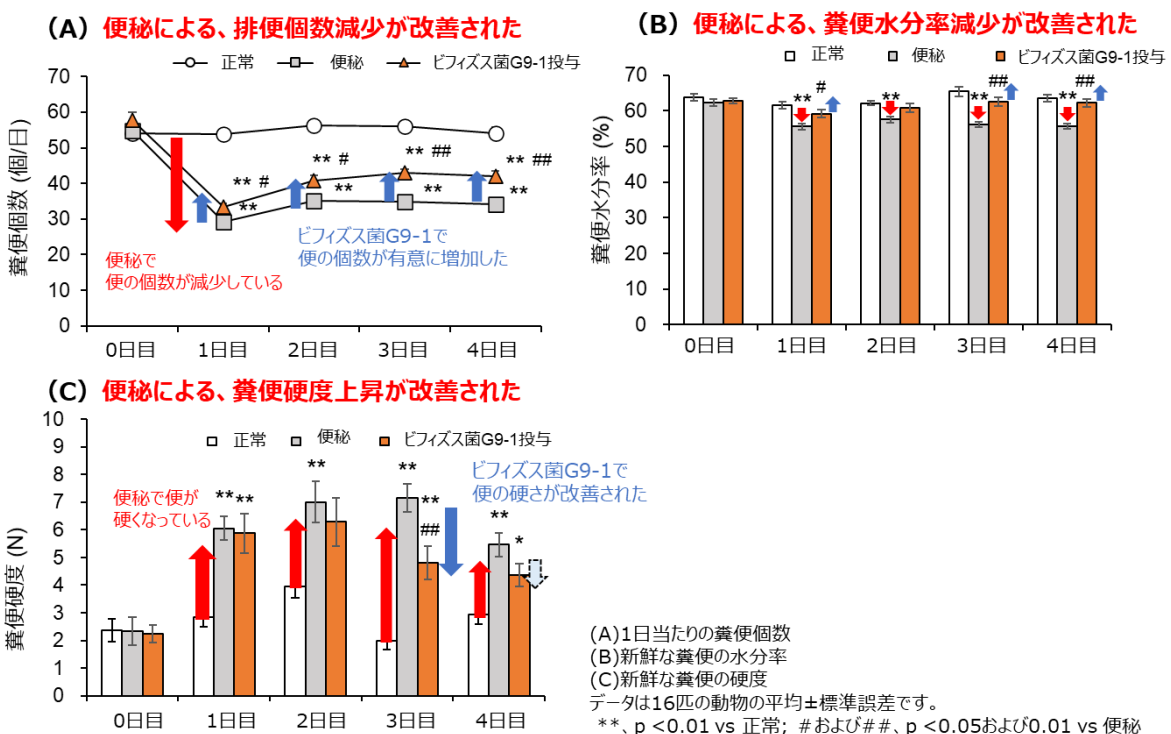 (A) 便秘による、排便個数減少が改善された
正常 便秘 ビフィズス菌G9-1投与
糞便個数 (個/日)
70
60
50
40
30
20
10
0
** #
**
** #
**
** ##
**
** ##
**
便秘で
便の個数が減少している
ビフィズス菌G9-1で
便の個数が有意に増加した
0日目 1日目 2日目 3日目 4日目
(B) 便秘による、糞便水分率減少が改善された
正常 便秘 ビフィズス菌G9-1投与
糞便水分率 (%)
70
60
50
40
30
20
10
0
** #
**
** ##
** ##
0日目 1日目 2日目 3日目 4日目
(C) 便秘による、糞便硬度上昇が改善された
正常 便秘 ビフィズス菌G9-1投与
糞便硬度 (N)
10
9
8
7
6
5
4
3
2
1
0
便秘で便が
硬くなっている
ビフィズス菌G9-1で
便の硬さが改善された
** **
**
**
**
##
**
*
0日目 1日目 2日目 3日目 4日目
(A)1日当たりの糞便個数
(B)新鮮な糞便の水分率
(C)新鮮な糞便の硬度
データは16匹の動物の平均±標準誤差です。
**、p <0.01 vs 正常; #および##、p <0.05および0.01 vs 便秘